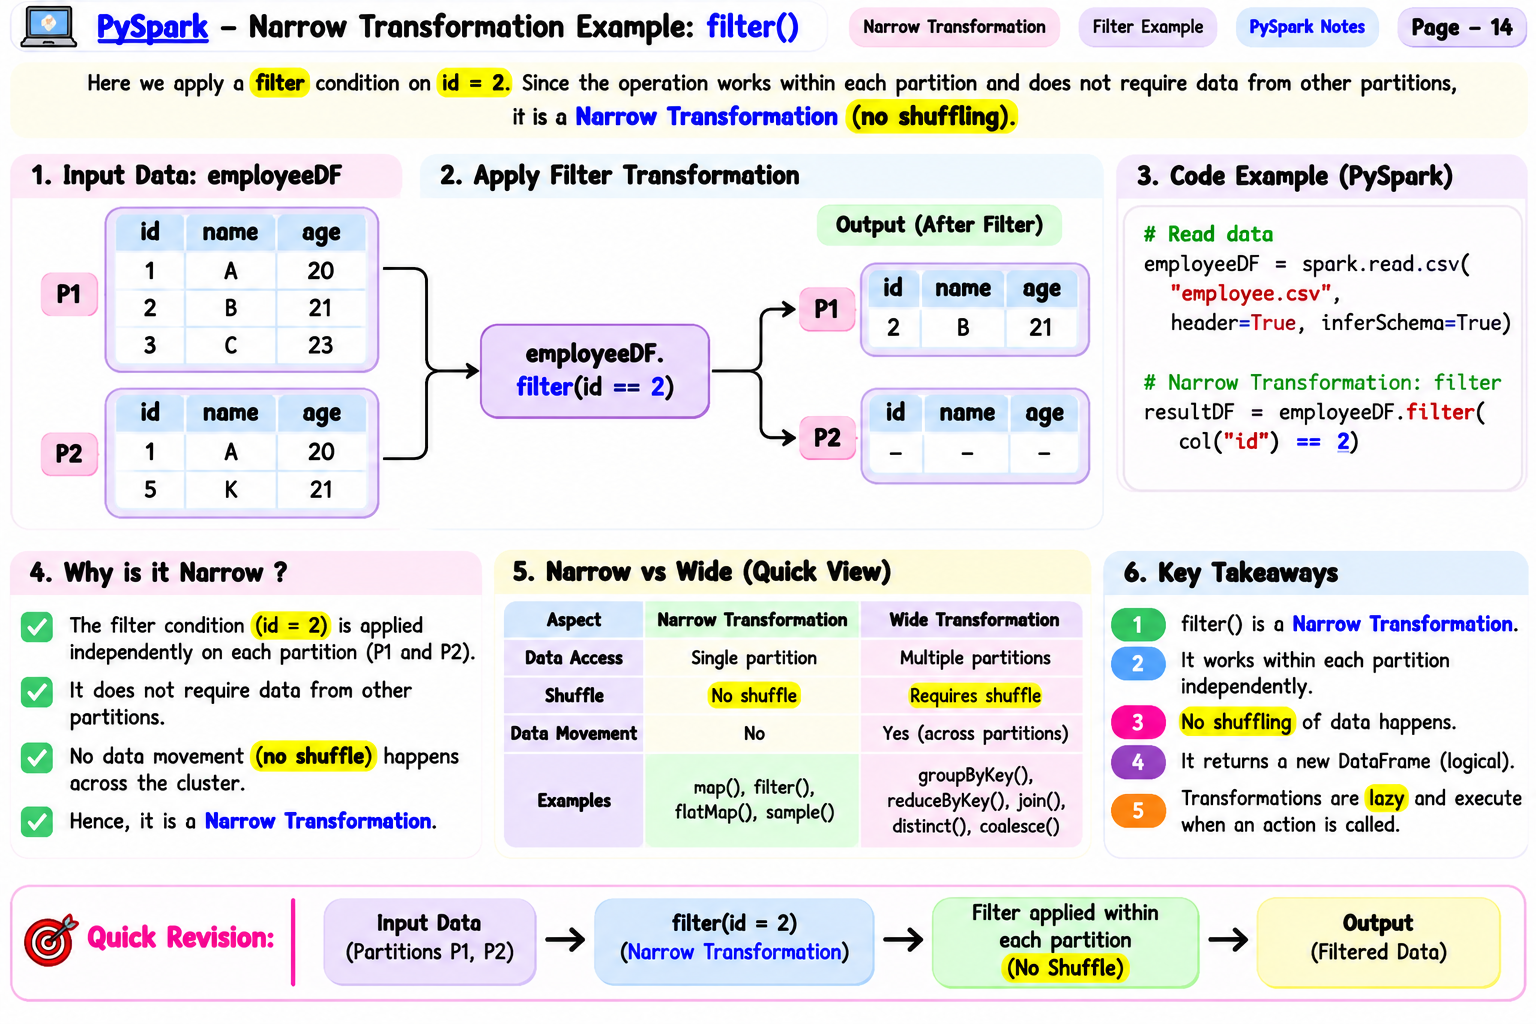 PySpark – Narrow Transformation Example: filter()
Narrow Transformation
Filter Example
PySpark Notes
Page – 14
Here we apply a filter condition on id = 2. Since the operation works within each partition and does not require data from other partitions,
it is a Narrow Transformation (no shuffling).
1. Input Data: employeeDF
P1
id name age
1 A 20
2 B 21
3 C 23
P2
id name age
1 A 20
5 K 21
2. Apply Filter Transformation
employeeDF.
filter(id == 2)
Output (After Filter)
P1
id name age
2 B 21
P2
id name age
– – –
3. Code Example (PySpark)
# Read data
employeeDF = spark.read.csv(
"employee.csv",
header=True, inferSchema=True)
# Narrow Transformation: filter
resultDF = employeeDF.filter(
col("id") == 2)
4. Why is it Narrow ?
The filter condition (id = 2) is applied
independently on each partition (P1 and P2).
It does not require data from other
partitions.
No data movement (no shuffle) happens
across the cluster.
Hence, it is a Narrow Transformation.
5. Narrow vs Wide (Quick View)
Aspect Narrow Transformation Wide Transformation
Data Access Single partition Multiple partitions
Shuffle No shuffle Requires shuffle
Data Movement No Yes (across partitions)
Examples
map(), filter(),
flatMap(), sample()
groupByKey(),
reduceByKey(), join(),
distinct(), coalesce()
6. Key Takeaways
1 filter() is a Narrow Transformation.
2 It works within each partition
independently.
3 No shuffling of data happens.
4 It returns a new DataFrame (logical).
5 Transformations are lazy and execute
when an action is called.
Quick Revision:
Input Data
(Partitions P1, P2)
filter(id = 2)
(Narrow Transformation)
Filter applied within
each partition
(No Shuffle)
Output
(Filtered Data)